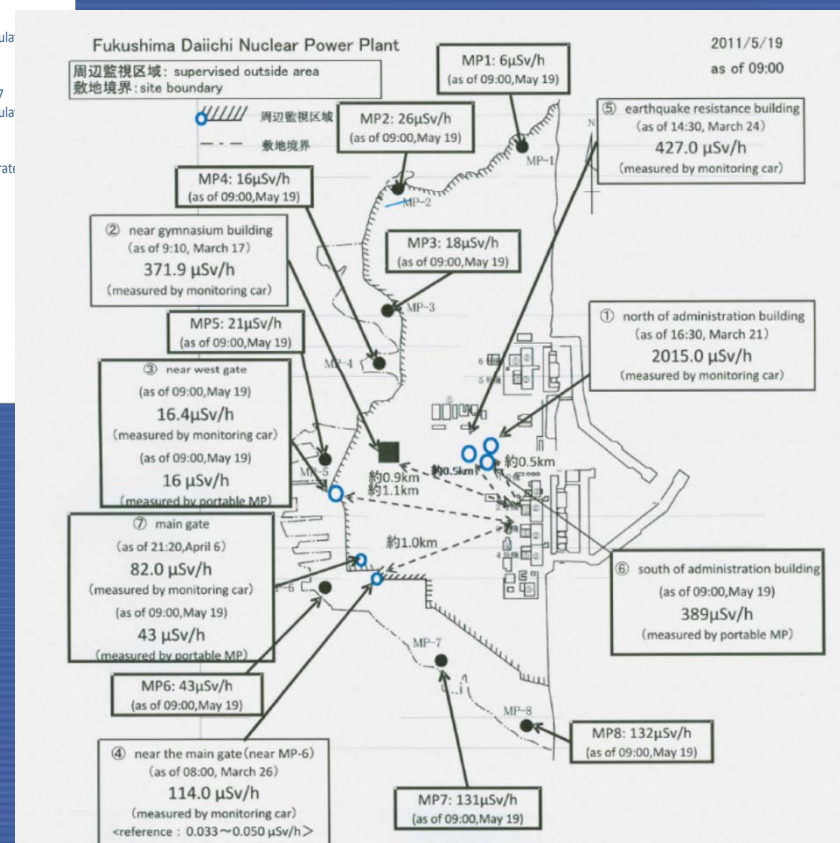 Fukushima Daiichi Nuclear Power Plant
2011/5/19
as of 09:00
周辺監視区域: supervised outside area
敷地境界: site boundary
周辺監視区域
敷地境界
MP1: 6μSv/h
(as of 09:00,May 19)
MP2: 26μSv/h
(as of 09:00,May 19)
⑤ earthquake resistance building
(as of 14:30, March 24)
427.0 μSv/h
(measured by monitoring car)
N
MP-1
MP4: 16μSv/h
(as of 09:00,May 19)
MP-2
② near gymnasium building
(as of 9:10, March 17)
371.9 μSv/h
(measured by monitoring car)
MP3: 18μSv/h
(as of 09:00,May 19)
MP-3
① north of administration building
(as of 16:30, March 21)
2015.0 μSv/h
(measured by monitoring car)
MP5: 21μSv/h
(as of 09:00,May 19)
MP-4
③ near west gate
(as of 09:00,May 19)
16.4μSv/h
(measured by monitoring car)
(as of 09:00,May 19)
16 μSv/h
(measured by portable MP)
MP-5
約0.9km
約1.1km
約0.5km
約0.5km
⑦ main gate
(as of 21:20,April 6)
82.0 μSv/h
(measured by monitoring car)
(as of 09:00,May 19)
43 μSv/h
(measured by portable MP)
約1.0km
⑥ south of administration building
(as of 09:00,May 19)
389μSv/h
(measured by portable MP)
MP6: 43μSv/h
(as of 09:00,May 19)
MP-7
MP-8
MP8: 132μSv/h
(as of 09:00,May 19)
④ near the main gate(near MP-6)
(as of 08:00, March 26)
114.0 μSv/h
(measured by monitoring car)
<reference : 0.033～0.050 μSv/h>
MP7: 131μSv/h
(as of 09:00,May 19)